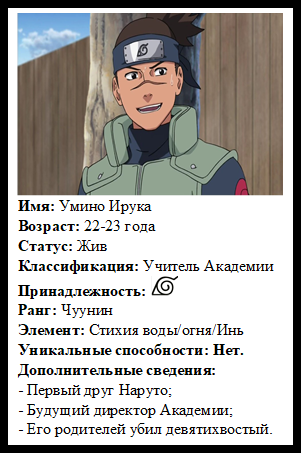 Имя: Умино Ирука
Возраст: 22-23 года
Статус: Жив
Классификация: Учитель Академии
Принадлежность:
Ранг: Чуунин
Элемент: Стихия воды/огня/Инь
Уникальные способности: Нет.
Дополнительные сведения:
- Первый друг Наруто;
- Будущий директор Академии;
- Его родителей убил девятихвостый.